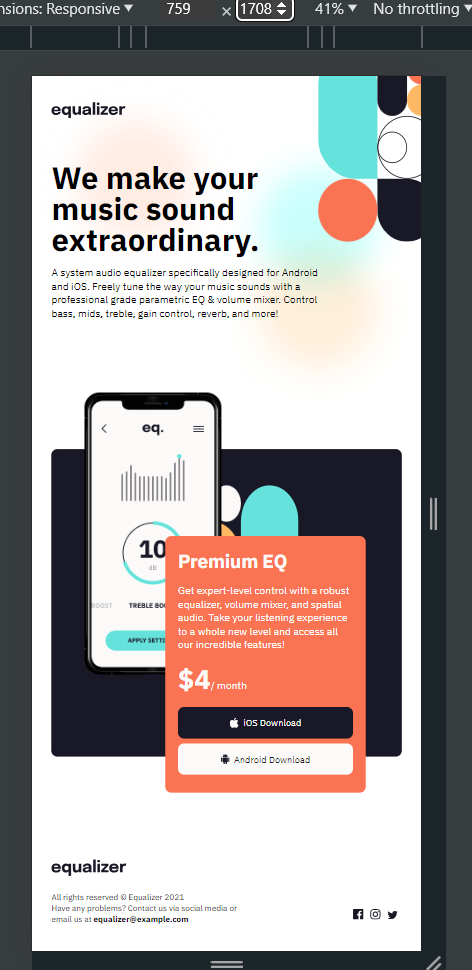 nsions: Responsive ▼ 759 × 1708 41% ▼ No throttling ▼
equalizer
We make your
music sound
extraordinary.
A system audio equalizer specifically designed for Android
and iOS. Freely tune the way your music sounds with a
professional grade parametric EQ & volume mixer. Control
bass, mids, treble, gain control, reverb, and more!
eq.
10
dB
BOOST TREBLE BOO
APPLY SETTI
Premium EQ
Get expert-level control with a robust
equalizer, volume mixer, and spatial
audio. Take your listening experience
to a whole new level and access all
our incredible features!
$4/ month
iOS Download
Android Download
equalizer
All rights reserved © Equalizer 2021
Have any problems? Contact us via social media or
email us at equalizer@example.com